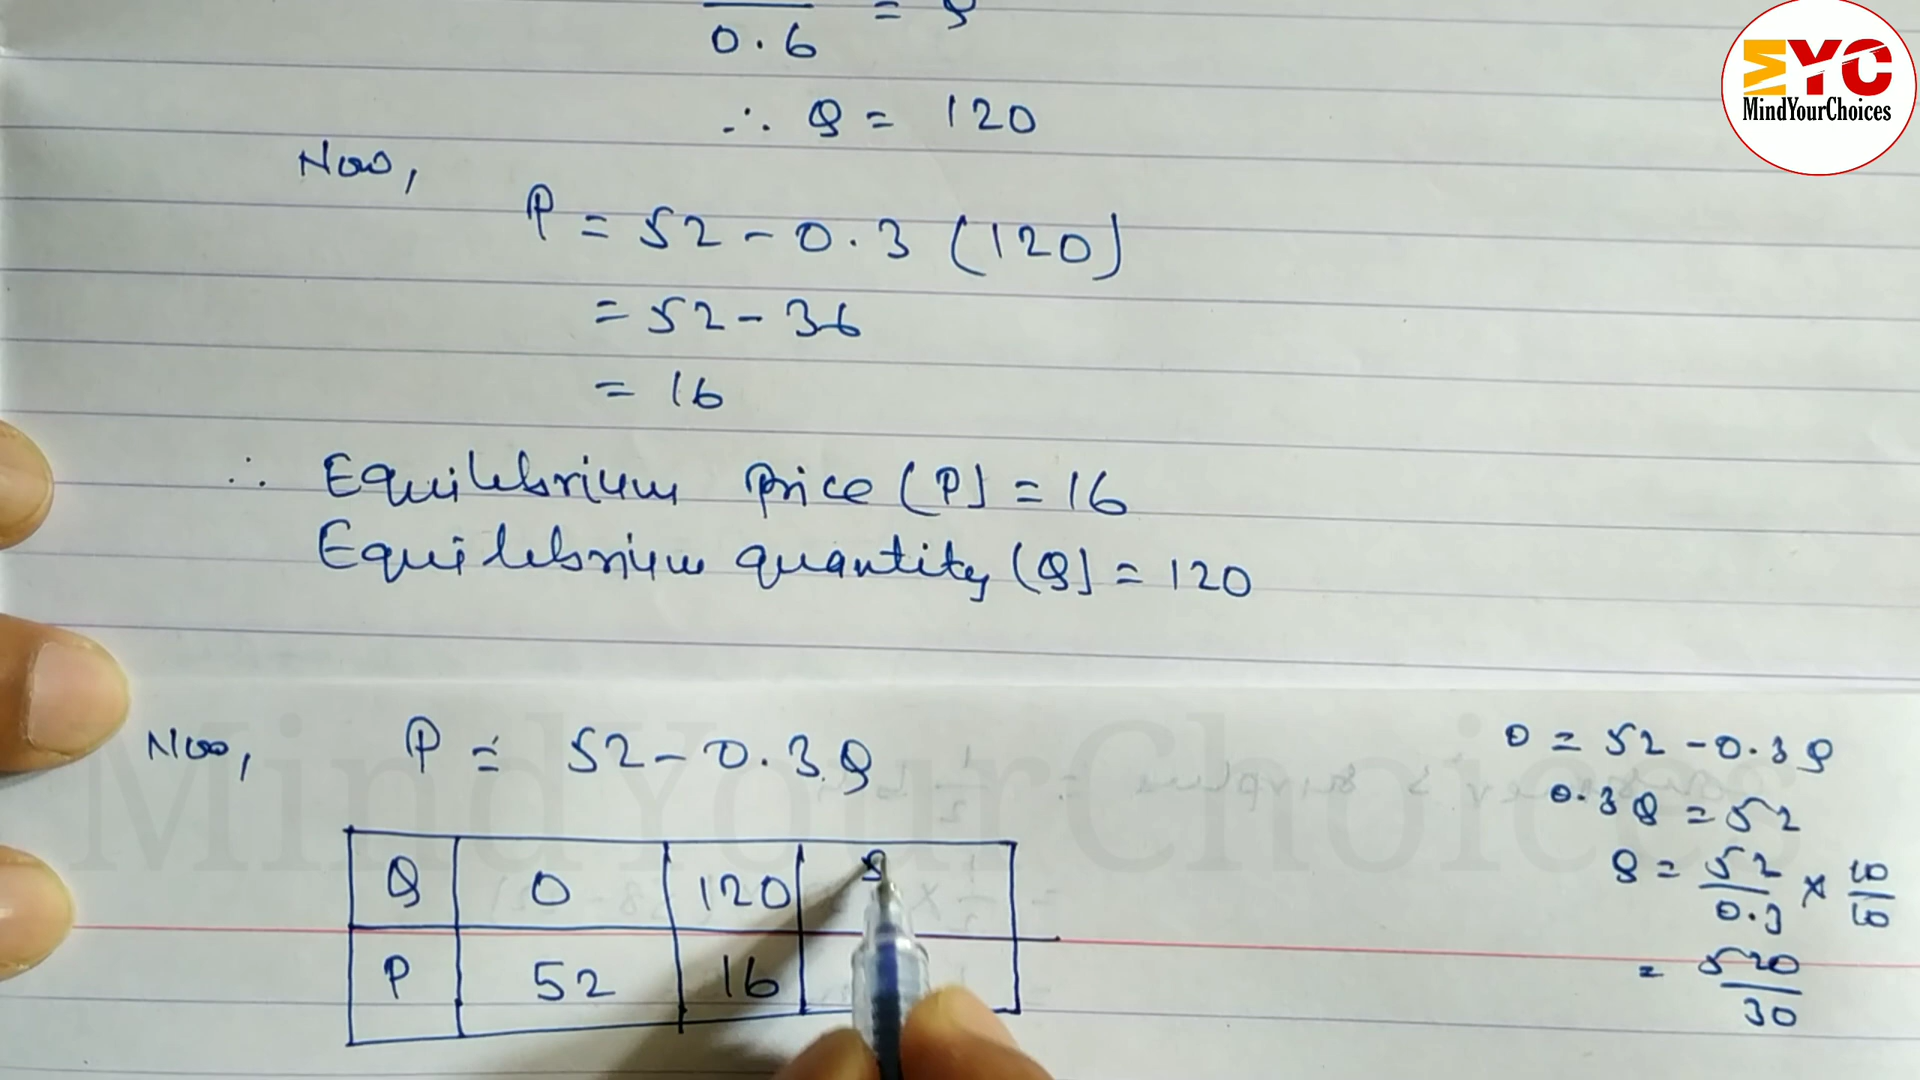 0.6 = Q
∴ Q = 120
Now,
P = 52 - 0.3 (120)
= 52 - 36
= 16
∴ Equilibrium price (P) = 16
Equilibrium quantity (Q) = 120
Now, P = 52 - 0.3Q
Q 0 120
P 52 16
0 = 52 - 0.3Q
0.3Q = 52
Q = 52/0.3 × 10/10
= 520/30
MYC
MindYourChoices
MindYourChoices